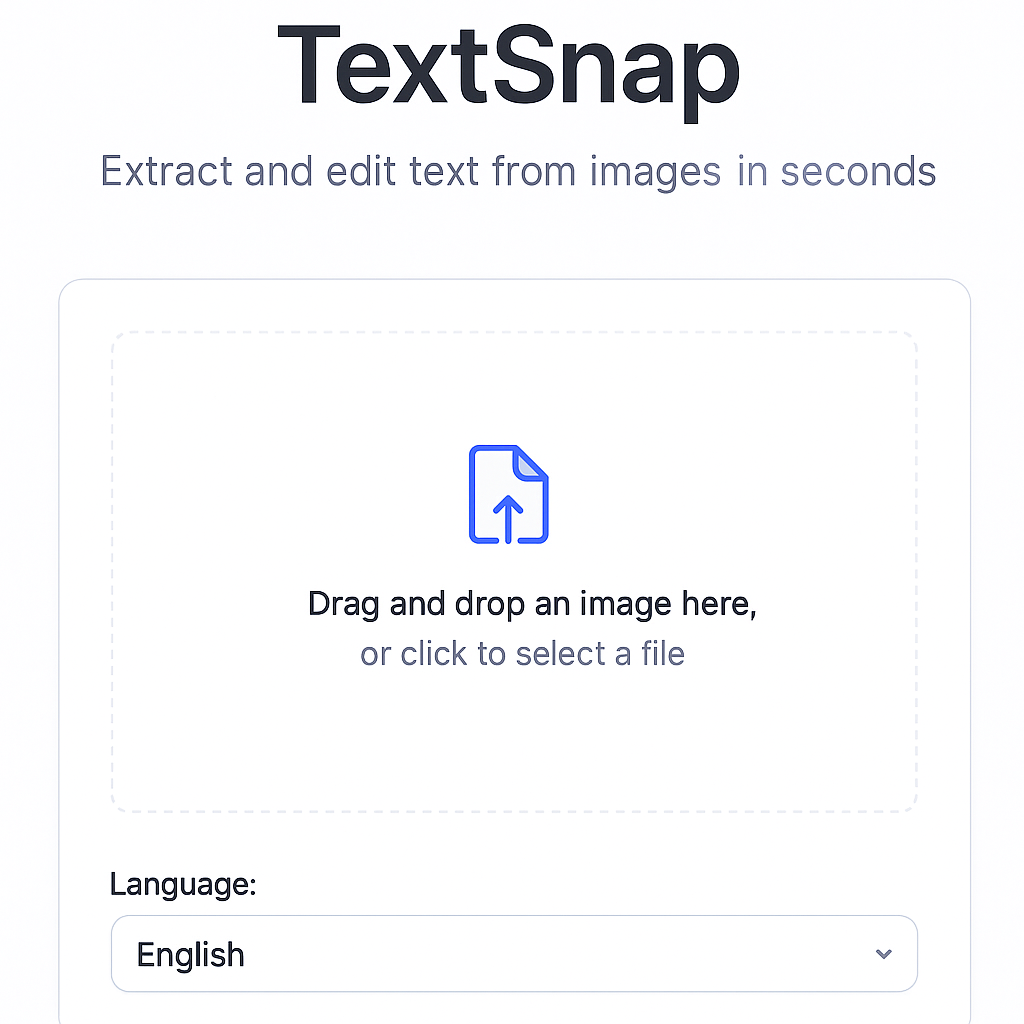 TextSnap
Extract and edit text from images in seconds
Drag and drop an image here,
or click to select a file
Language:
English